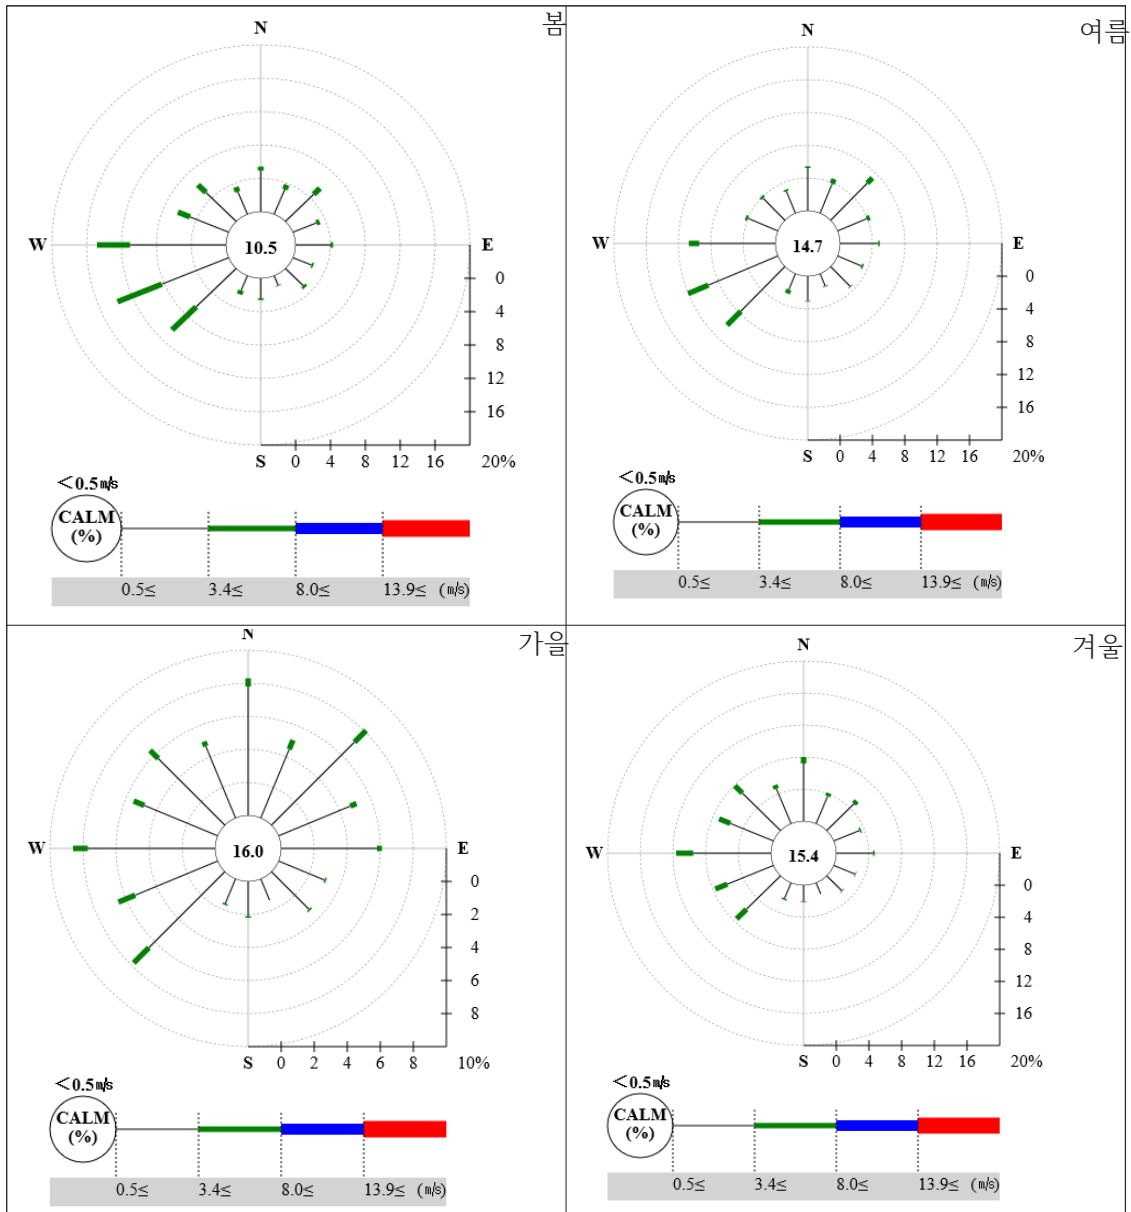 봄
N
W
10.5
E
0
4
8
12
16
S 0 4 8 12 16 20%
<0.5㎧
CALM
(%)
0.5≤ 3.4≤ 8.0≤ 13.9≤ (㎧)
여름
N
W
14.7
E
0
4
8
12
16
S 0 4 8 12 16 20%
<0.5㎧
CALM
(%)
0.5≤ 3.4≤ 8.0≤ 13.9≤ (㎧)
가을
N
W
16.0
E
0
2
4
6
8
S 0 2 4 6 8 10%
<0.5㎧
CALM
(%)
0.5≤ 3.4≤ 8.0≤ 13.9≤ (㎧)
겨울
N
W
15.4
E
0
4
8
12
16
S 0 4 8 12 16 20%
<0.5㎧
CALM
(%)
0.5≤ 3.4≤ 8.0≤ 13.9≤ (㎧)